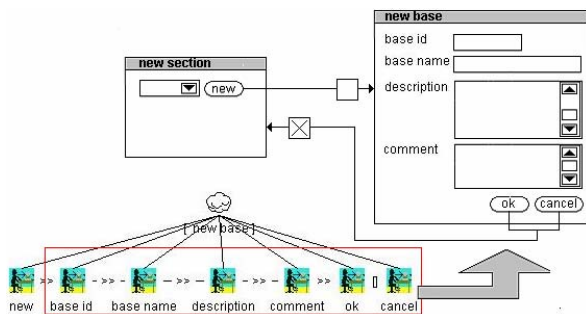 new base
base id
base name
new section
new
description
comment
ok cancel
[ new base ]
>> - - >> - - >> - - >> - >> []
new base id base name description comment ok cancel